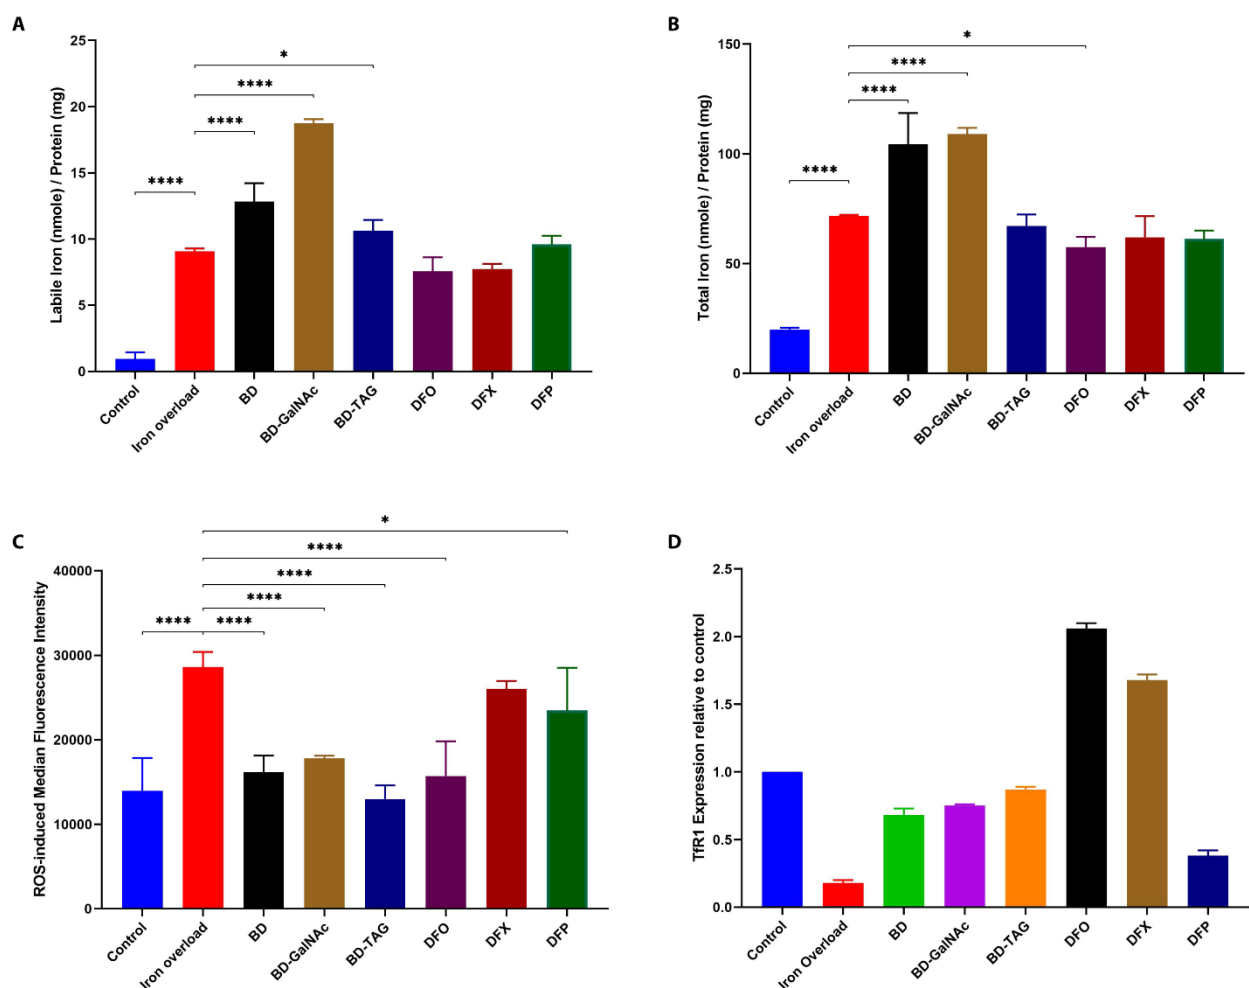 A
Labile Iron (nmole) / Protein (mg)
25
20
15
10
5
0
*
****
****
****
Control
Iron overload
BD
BD-GalNAc
BD-TAG
DFO
DFX
DFP
B
Total Iron (nmole) / Protein (mg)
150
100
50
0
*
****
****
****
Control
Iron overload
BD
BD-GalNAc
BD-TAG
DFO
DFX
DFP
C
ROS-induced Median Fluorescence Intensity
40000
30000
20000
10000
0
*
****
****
****
****
****
Control
Iron overload
BD
BD-GalNAc
BD-TAG
DFO
DFX
DFP
D
TfR1 Expression relative to control
2.5
2.0
1.5
1.0
0.5
0.0
Control
Iron Overload
BD
BD-GalNAc
BD-TAG
DFO
DFX
DFP